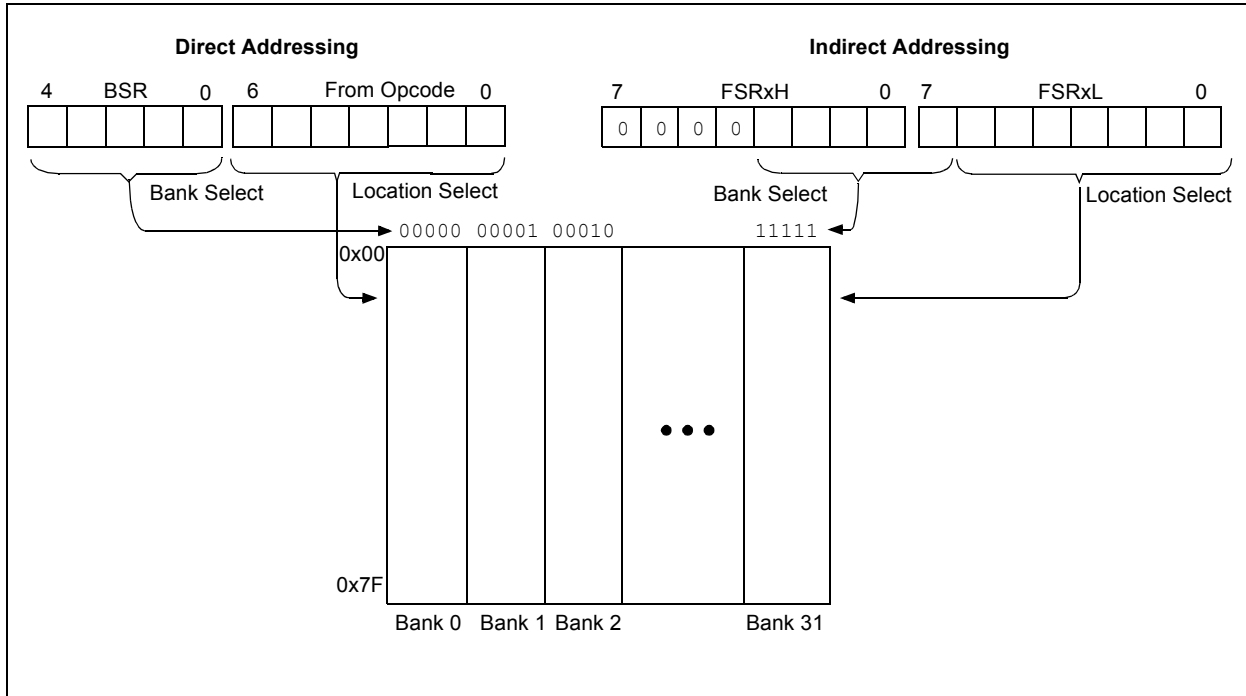 Direct Addressing
Indirect Addressing
4 BSR 0 6 From Opcode 0
7 FSRxH 0 7 FSRxL 0
0 0 0 0
Bank Select
Location Select
Bank Select
Location Select
00000 00001 00010 11111
0x00
0x7F
Bank 0 Bank 1 Bank 2 Bank 31